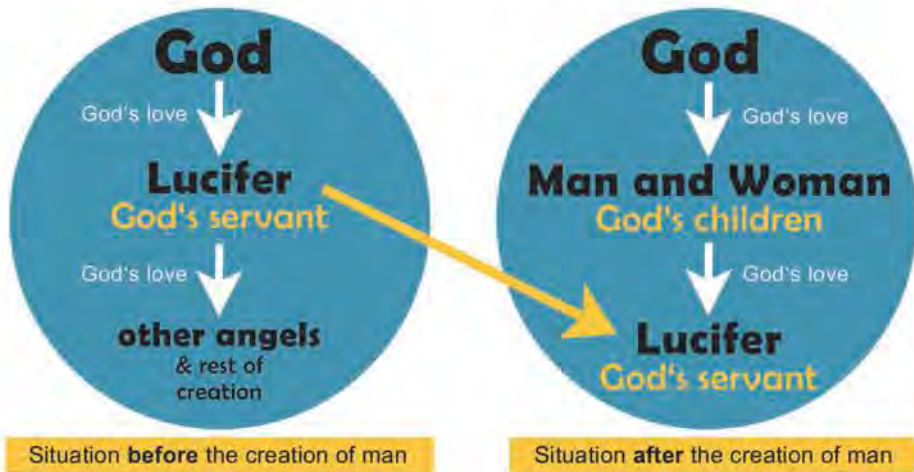 God
God's love
Lucifer
God's servant
God's love
other angels
& rest of
creation
Situation before the creation of man
God
God's love
Man and Woman
God's children
God's love
Lucifer
God's servant
Situation after the creation of man